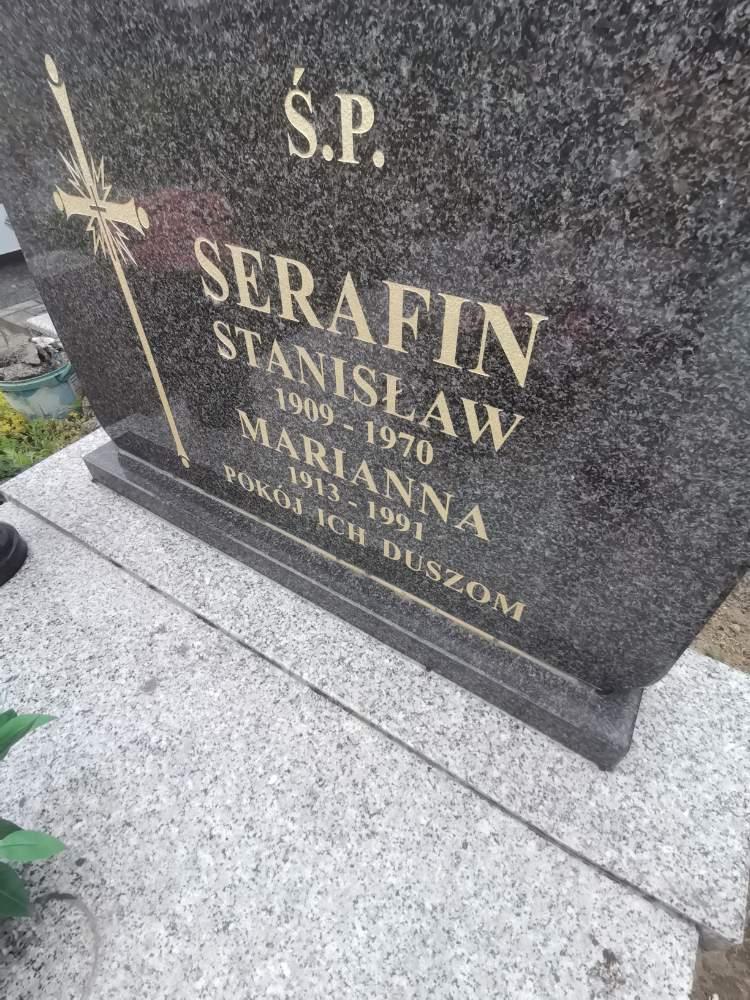 Ś.P.
SERAFIN
STANISŁAW
1909 - 1970
MARIANNA
1913 - 1991
POKÓJ ICH DUSZOM